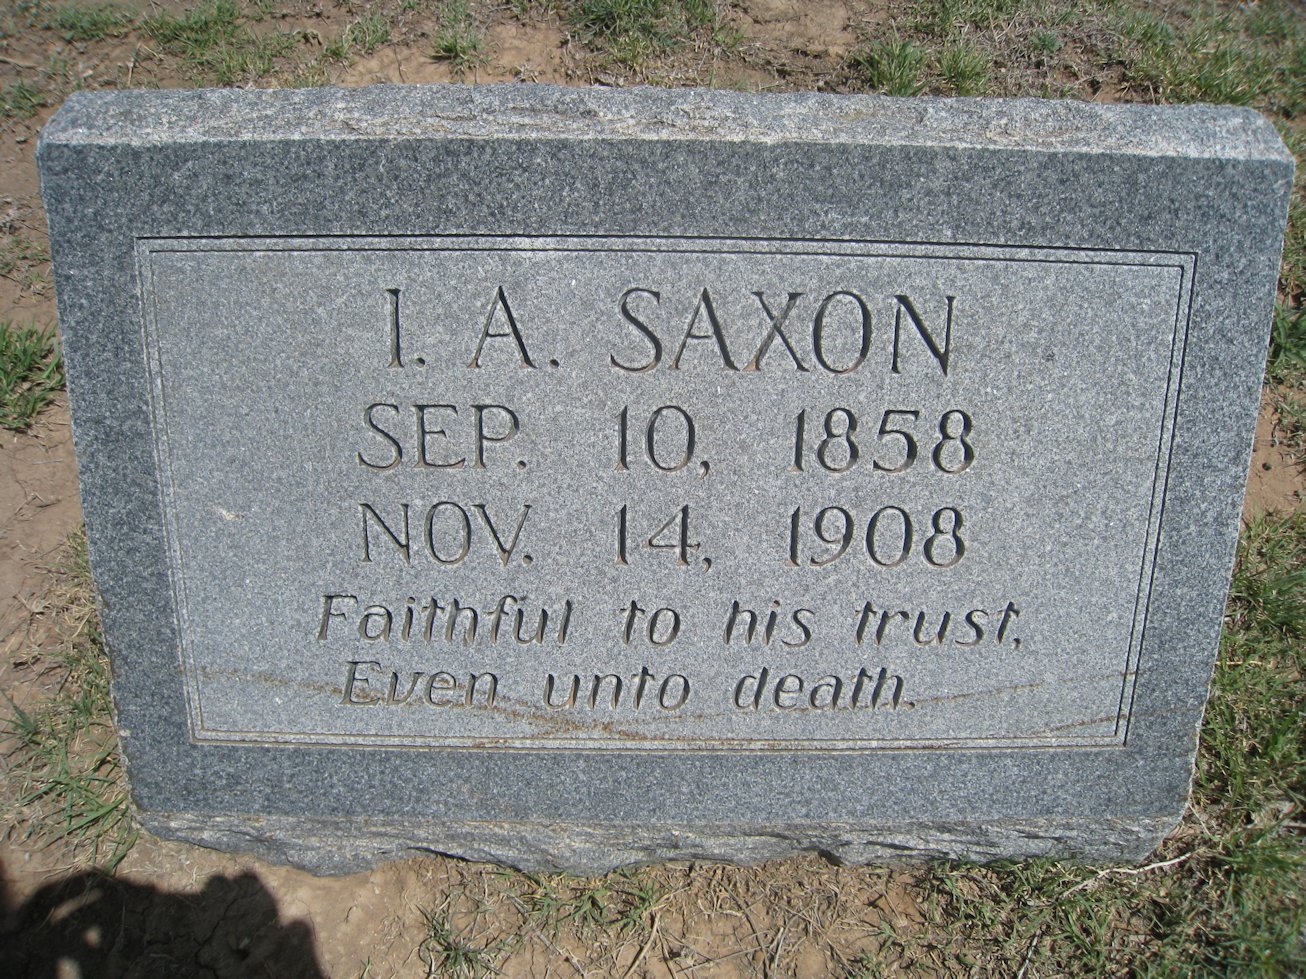 I. A. SAXON
SEP. 10, 1858
NOV. 14, 1908
Faithful to his trust,
Even unto death.